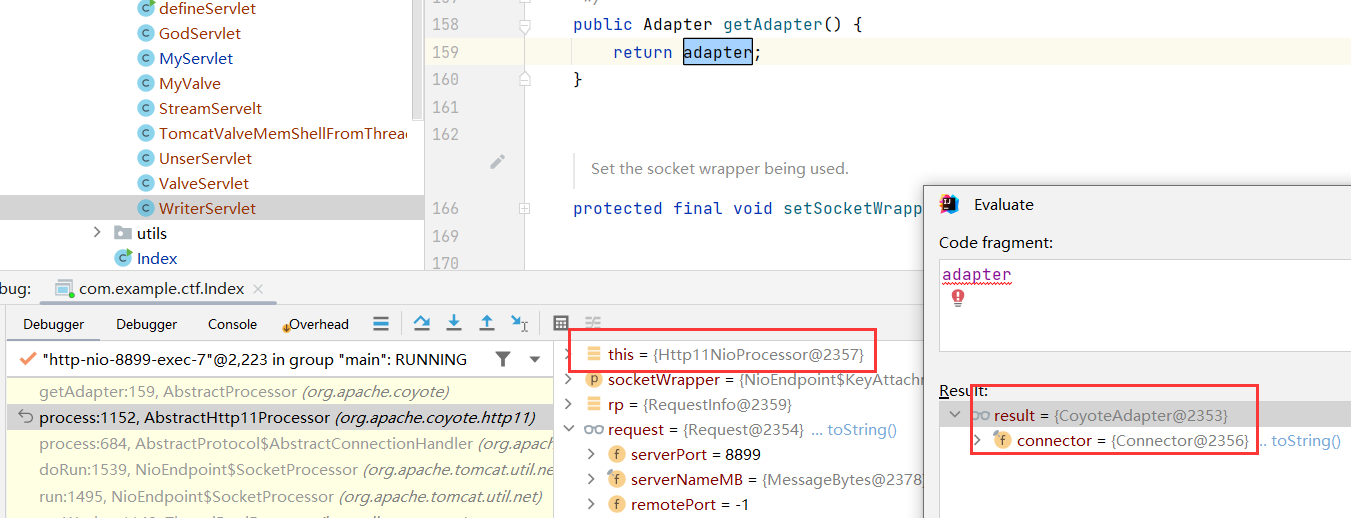 defineServlet
GodServlet
MyServlet
MyValve
StreamServelt
TomcatValveMemShellFromThread
UnserServlet
ValveServlet
WriterServlet
utils
Index
158 public Adapter getAdapter() {
159 return adapter;
160 }
161
162
Set the socket wrapper being used.
166 protected final void setSocketWrapp
169
170
Evaluate
Code fragment:
adapter
Result:
result = {CoyoteAdapter@2353}
connector = {Connector@2356} ... toString()
bug: com.example.ctf.Index
Debugger Debugger Console Overhead
"http-nio-8899-exec-7"@2,223 in group "main": RUNNING
getAdapter:159, AbstractProcessor (org.apache.coyote)
process:1152, AbstractHttp11Processor (org.apache.coyote.http11)
process:684, AbstractProtocol$AbstractConnectionHandler (org.apac
doRun:1539, NioEndpoint$SocketProcessor (org.apache.tomcat.util.ne
run:1495, NioEndpoint$SocketProcessor (org.apache.tomcat.util.net)
this = {Http11NioProcessor@2357}
socketWrapper = {NioEndpoint$KeyAttachm
rp = {RequestInfo@2359}
request = {Request@2354} ... toString()
serverPort = 8899
serverNameMB = {MessageBytes@2378}
remotePort = -1